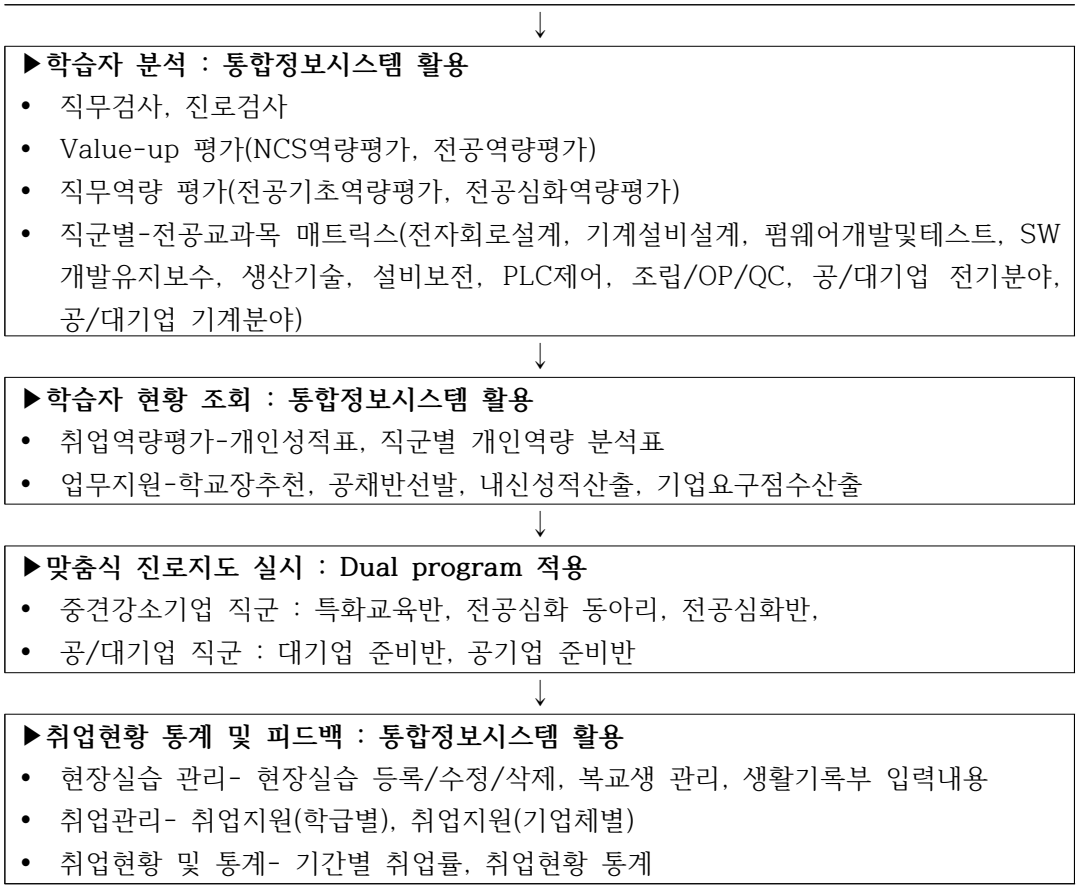 ↓
▶학습자 분석 : 통합정보시스템 활용
• 직무검사, 진로검사
• Value-up 평가(NCS역량평가, 전공역량평가)
• 직무역량 평가(전공기초역량평가, 전공심화역량평가)
• 직군별-전공교과목 매트릭스(전자회로설계, 기계설비설계, 펌웨어개발및테스트, SW
개발유지보수, 생산기술, 설비보전, PLC제어, 조립/OP/QC, 공/대기업 전기분야,
공/대기업 기계분야)
↓
▶학습자 현황 조회 : 통합정보시스템 활용
• 취업역량평가-개인성적표, 직군별 개인역량 분석표
• 업무지원-학교장추천, 공채반선발, 내신성적산출, 기업요구점수산출
↓
▶맞춤식 진로지도 실시 : Dual program 적용
• 중견강소기업 직군 : 특화교육반, 전공심화 동아리, 전공심화반,
• 공/대기업 직군 : 대기업 준비반, 공기업 준비반
↓
▶취업현황 통계 및 피드백 : 통합정보시스템 활용
• 현장실습 관리- 현장실습 등록/수정/삭제, 복교생 관리, 생활기록부 입력내용
• 취업관리- 취업지원(학급별), 취업지원(기업체별)
• 취업현황 및 통계- 기간별 취업률, 취업현황 통계